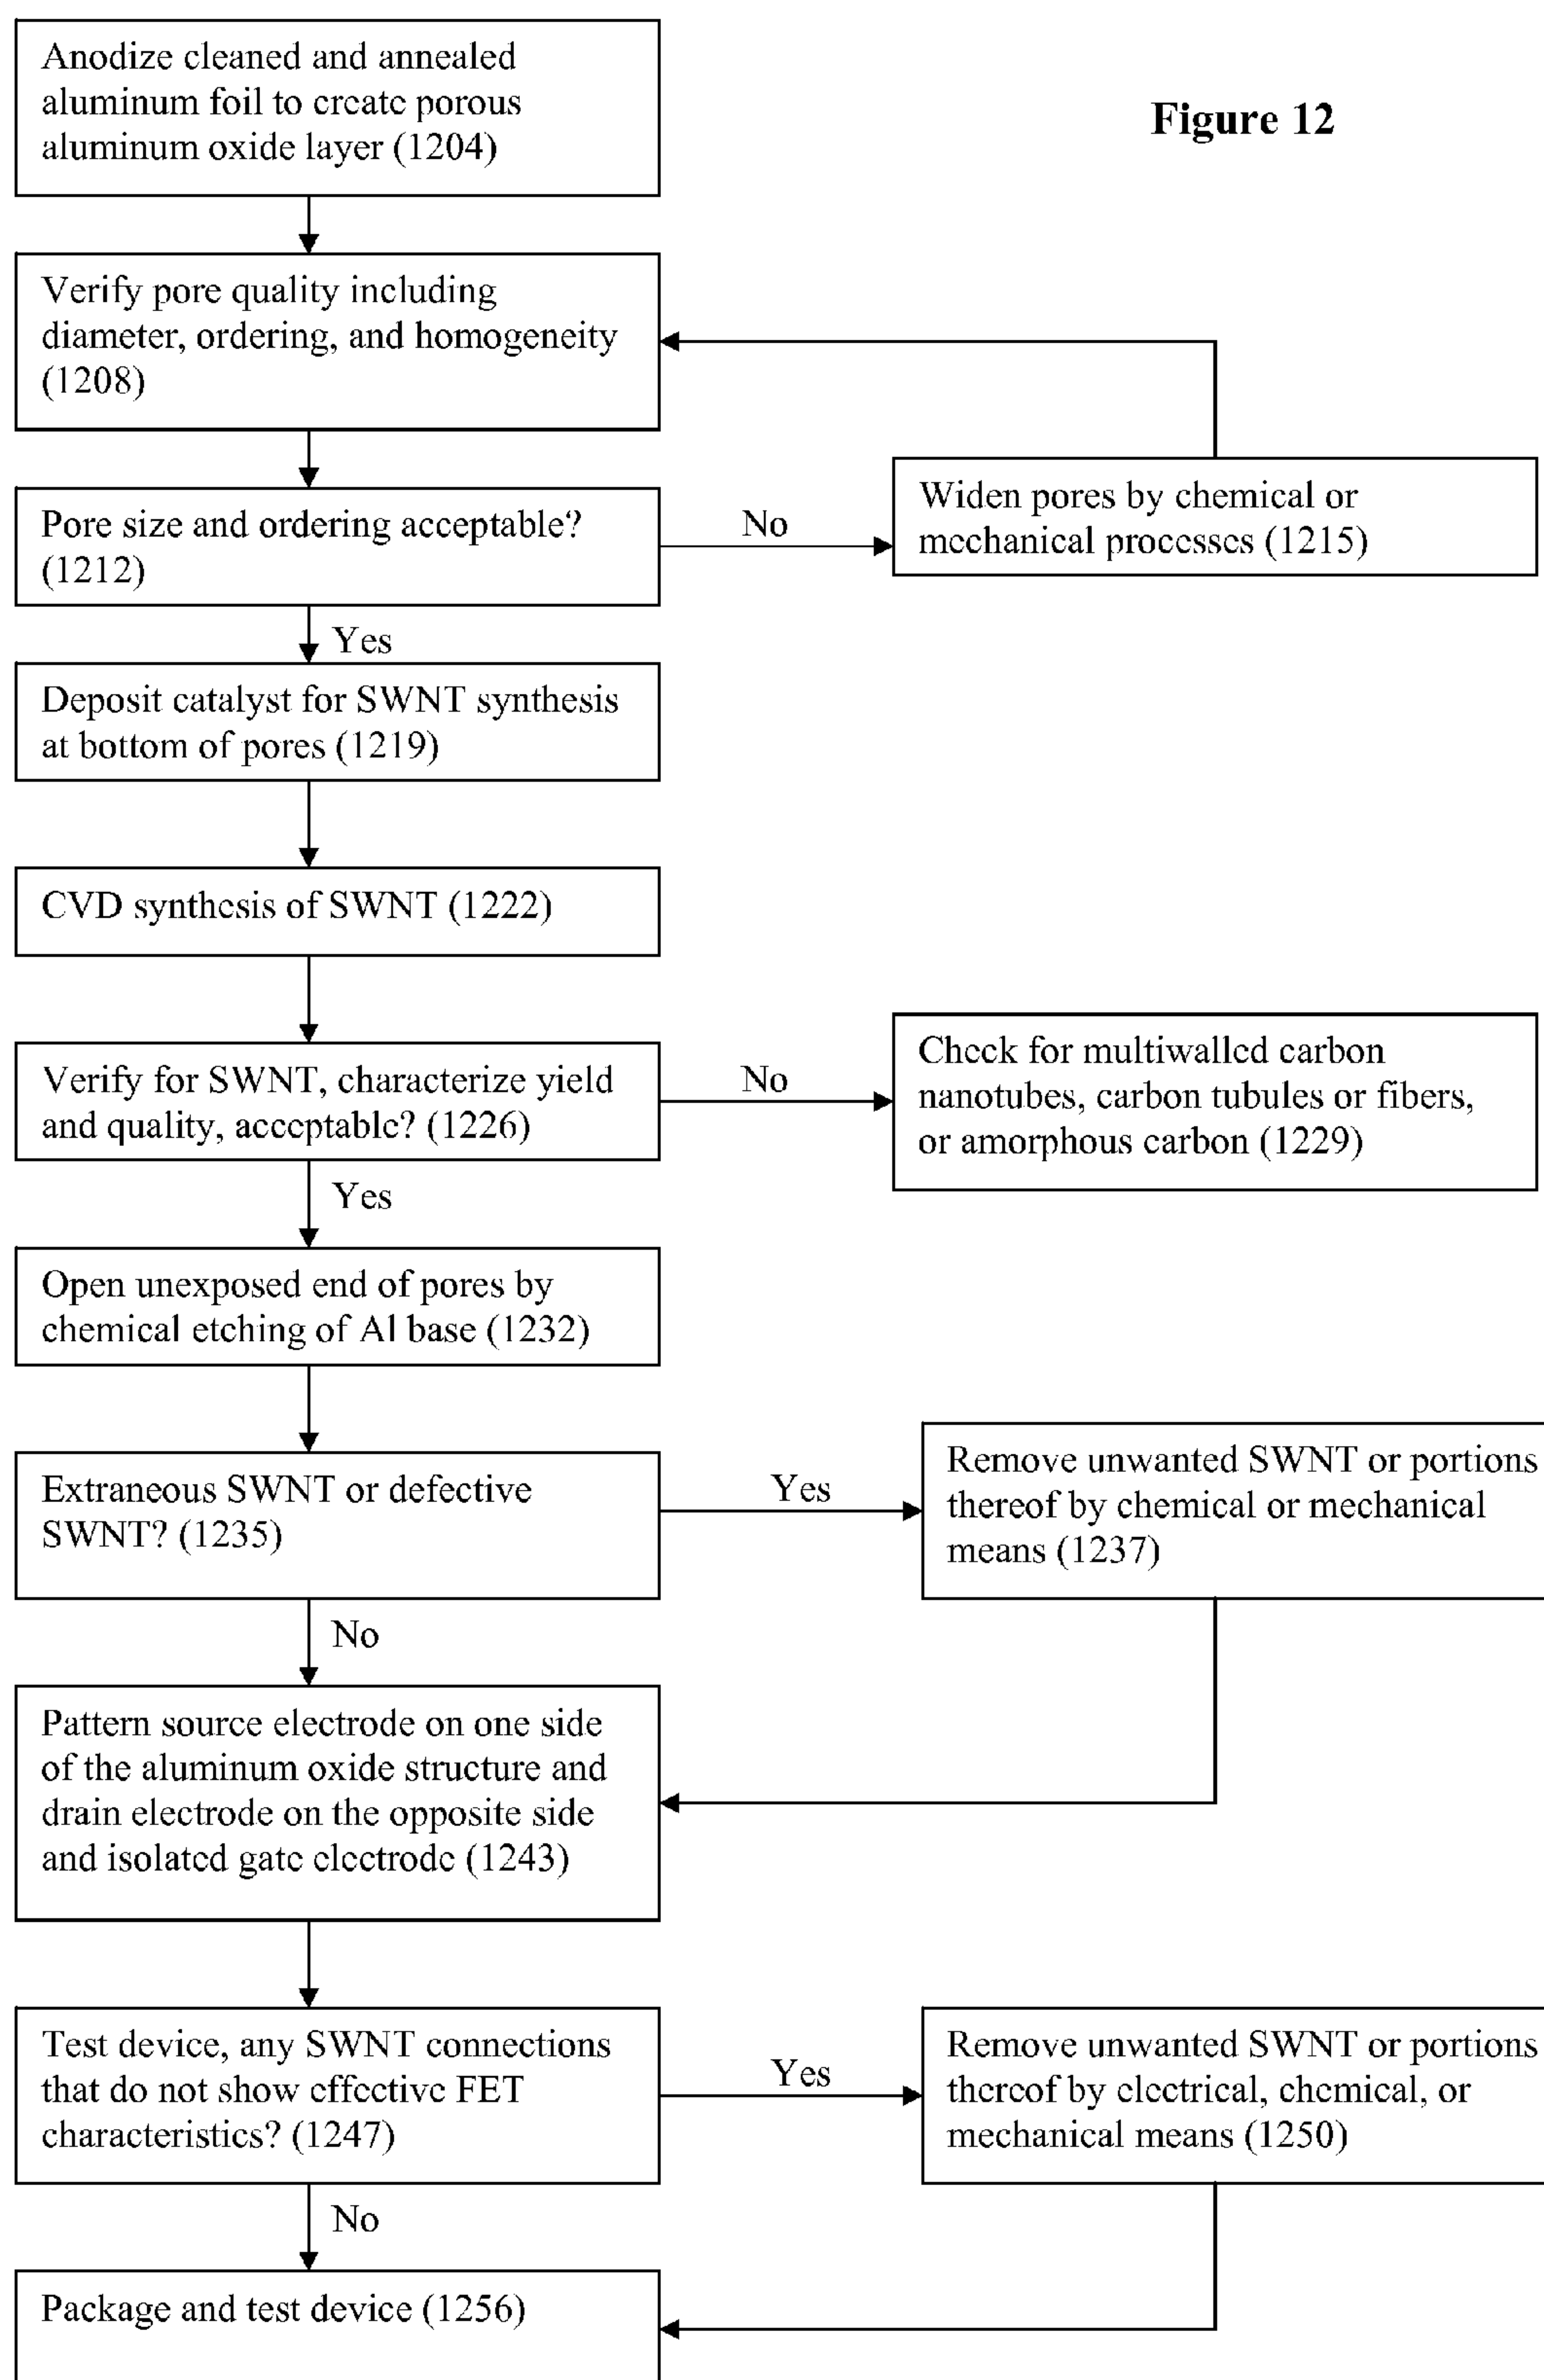 Anodize cleaned and annealed
aluminum foil to create porous
aluminum oxide layer (1204)
Figure 12
Verify pore quality including
diameter, ordering, and homogeneity
(1208)
Pore size and ordering acceptable?
(1212)
No
Widen pores by chemical or
mechanical processes (1215)
Yes
Deposit catalyst for SWNT synthesis
at bottom of pores (1219)
CVD synthesis of SWNT (1222)
Verify for SWNT, characterize yield
and quality, acceptable? (1226)
No
Check for multiwalled carbon
nanotubes, carbon tubules or fibers,
or amorphous carbon (1229)
Yes
Open unexposed end of pores by
chemical etching of Al base (1232)
Extraneous SWNT or defective
SWNT? (1235)
Yes
Remove unwanted SWNT or portions
thereof by chemical or mechanical
means (1237)
No
Pattern source electrode on one side
of the aluminum oxide structure and
drain electrode on the opposite side
and isolated gate electrode (1243)
Test device, any SWNT connections
that do not show effective FET
characteristics? (1247)
Yes
Remove unwanted SWNT or portions
thereof by electrical, chemical, or
mechanical means (1250)
No
Package and test device (1256)